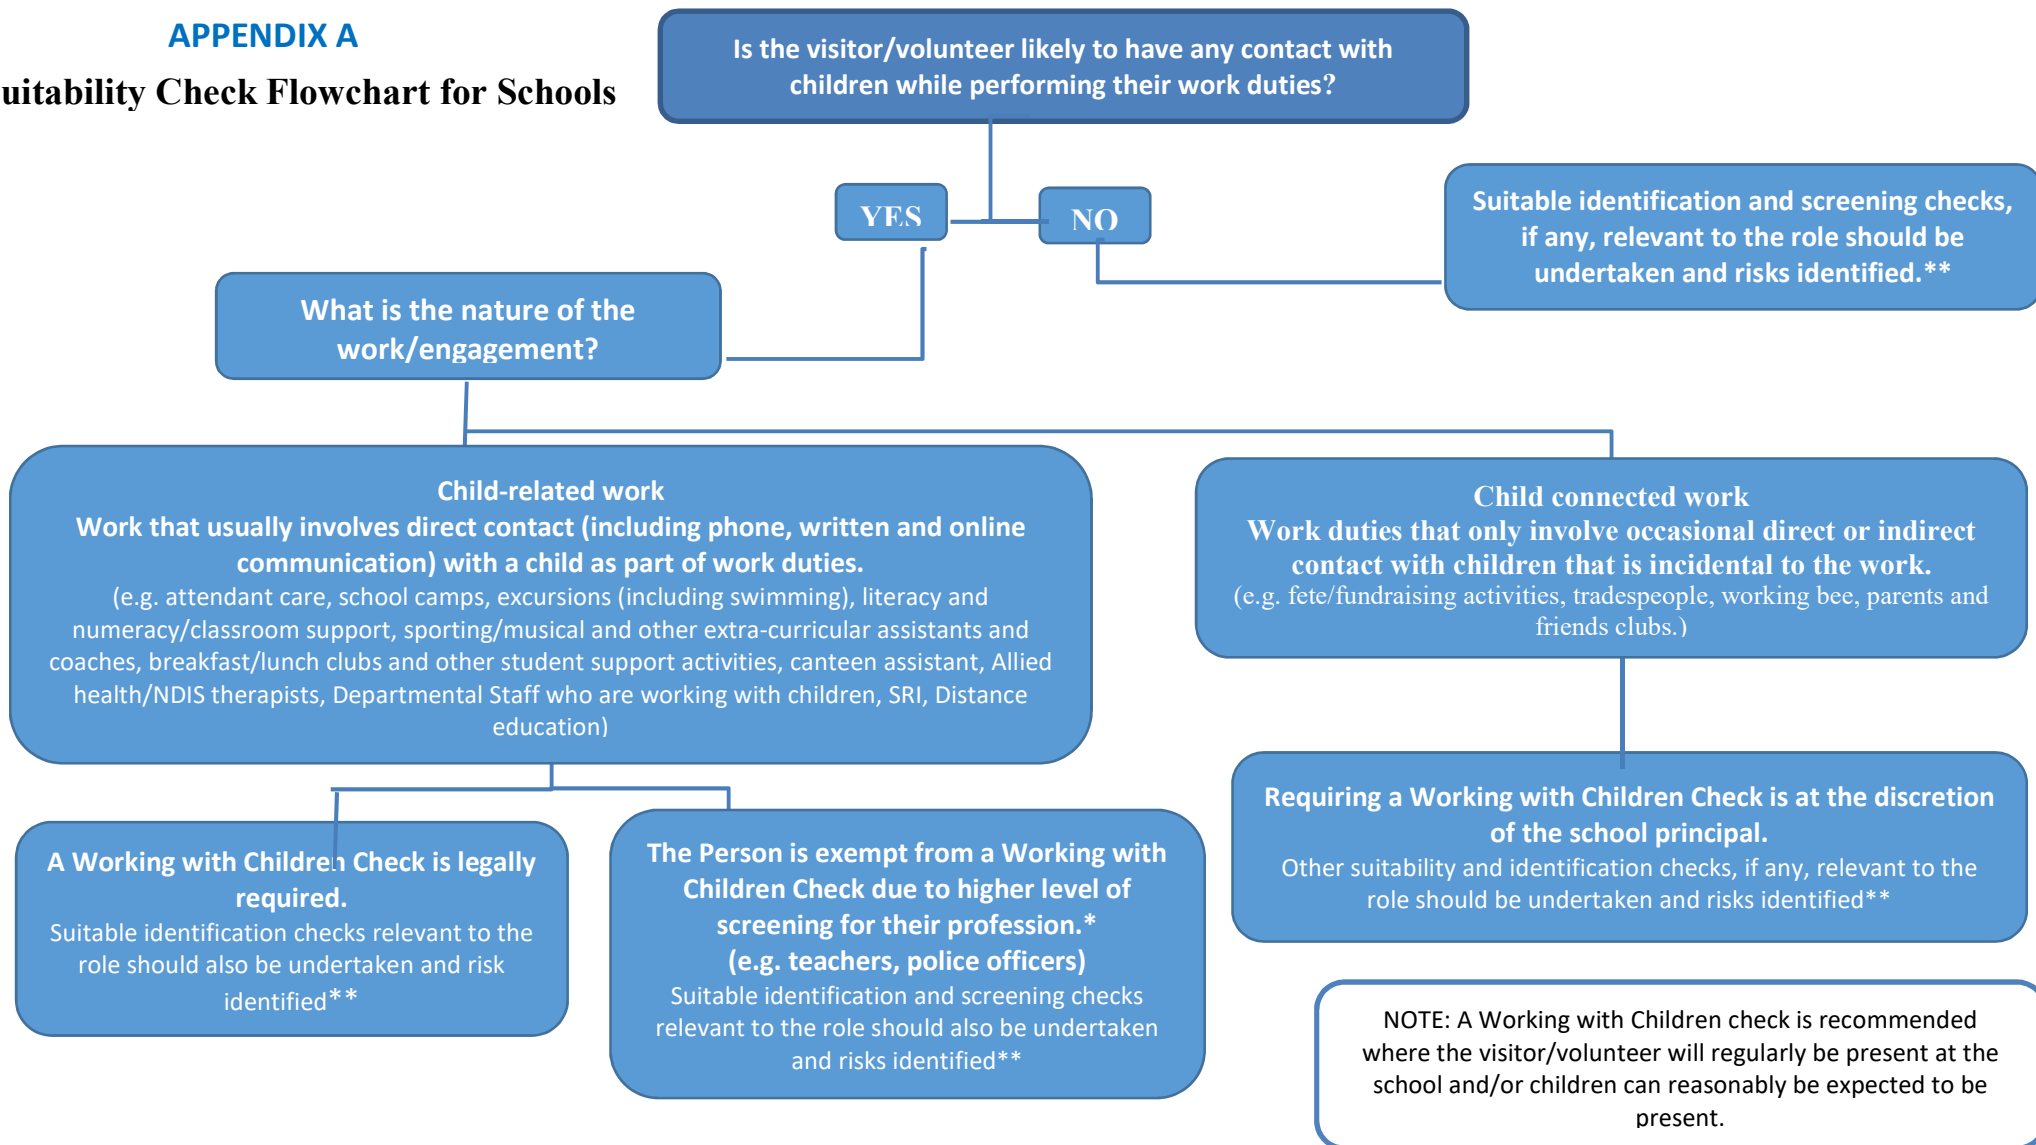 APPENDIX A
uitability Check Flowchart for Schools
Is the visitor/volunteer likely to have any contact with
children while performing their work duties?
YES
NO
Suitable identification and screening checks,
if any, relevant to the role should be
undertaken and risks identified.**
What is the nature of the
work/engagement?
Child-related work
Work that usually involves direct contact (including phone, written and online
communication) with a child as part of work duties.
(e.g. attendant care, school camps, excursions (including swimming), literacy and
numeracy/classroom support, sporting/musical and other extra-curricular assistants and
coaches, breakfast/lunch clubs and other student support activities, canteen assistant, Allied
health/NDIS therapists, Departmental Staff who are working with children, SRI, Distance
education)
Child connected work
Work duties that only involve occasional direct or indirect
contact with children that is incidental to the work.
(e.g. fete/fundraising activities, tradespeople, working bee, parents and
friends clubs.)
A Working with Children Check is legally
required.
Suitable identification checks relevant to the
role should also be undertaken and risk
identified**
The Person is exempt from a Working with
Children Check due to higher level of
screening for their profession.*
(e.g. teachers, police officers)
Suitable identification and screening checks
relevant to the role should also be undertaken
and risks identified**
Requiring a Working with Children Check is at the discretion
of the school principal.
Other suitability and identification checks, if any, relevant to the
role should be undertaken and risks identified**
NOTE: A Working with Children check is recommended
where the visitor/volunteer will regularly be present at the
school and/or children can reasonably be expected to be
present.